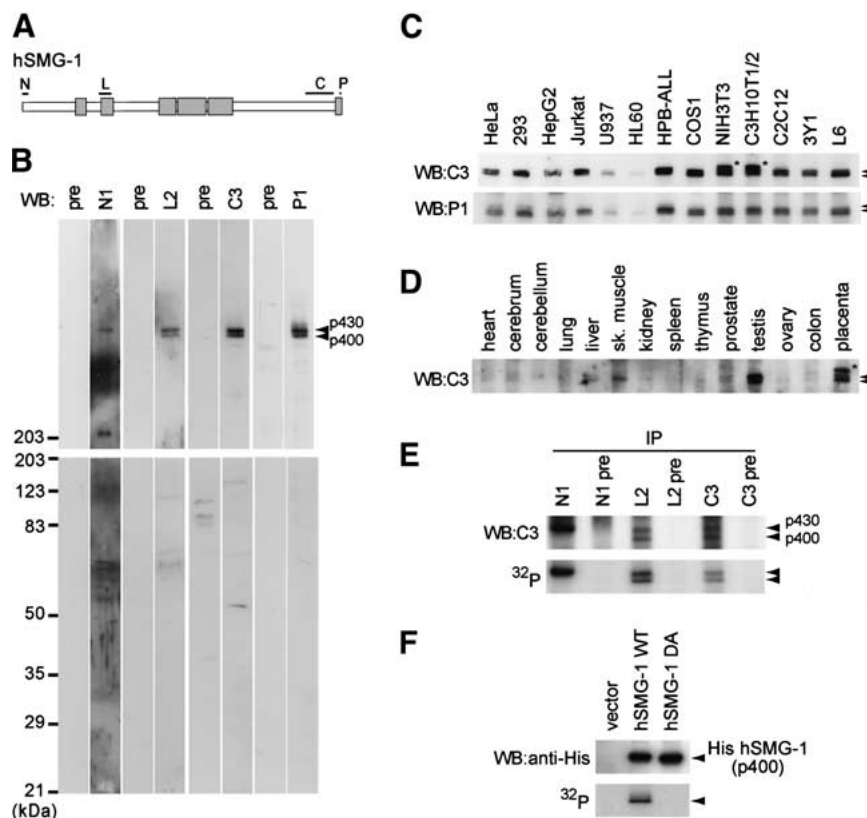 A
hSMG-1
N
L
C
P
B
WB: pre N1 pre L2 pre C3 pre P1
p430
p400
203
203
123
83
50
35
29
21
(kDa)
C
HeLa 293 HepG2 Jurkat U937 HL60 HPB-ALL COS1 NIH3T3 C3H10T1/2 C2C12 3Y1 L6
WB:C3 * *
WB:P1
D
heart cerebrum cerebellum lung liver sk. muscle kidney spleen thymus prostate testis ovary colon placenta
WB:C3 *
E
IP
N1 N1 pre L2 L2 pre C3 C3 pre
WB:C3
p430
p400
32P
F
vector hSMG-1 WT hSMG-1 DA
WB:anti-His
His hSMG-1
(p400)
32P